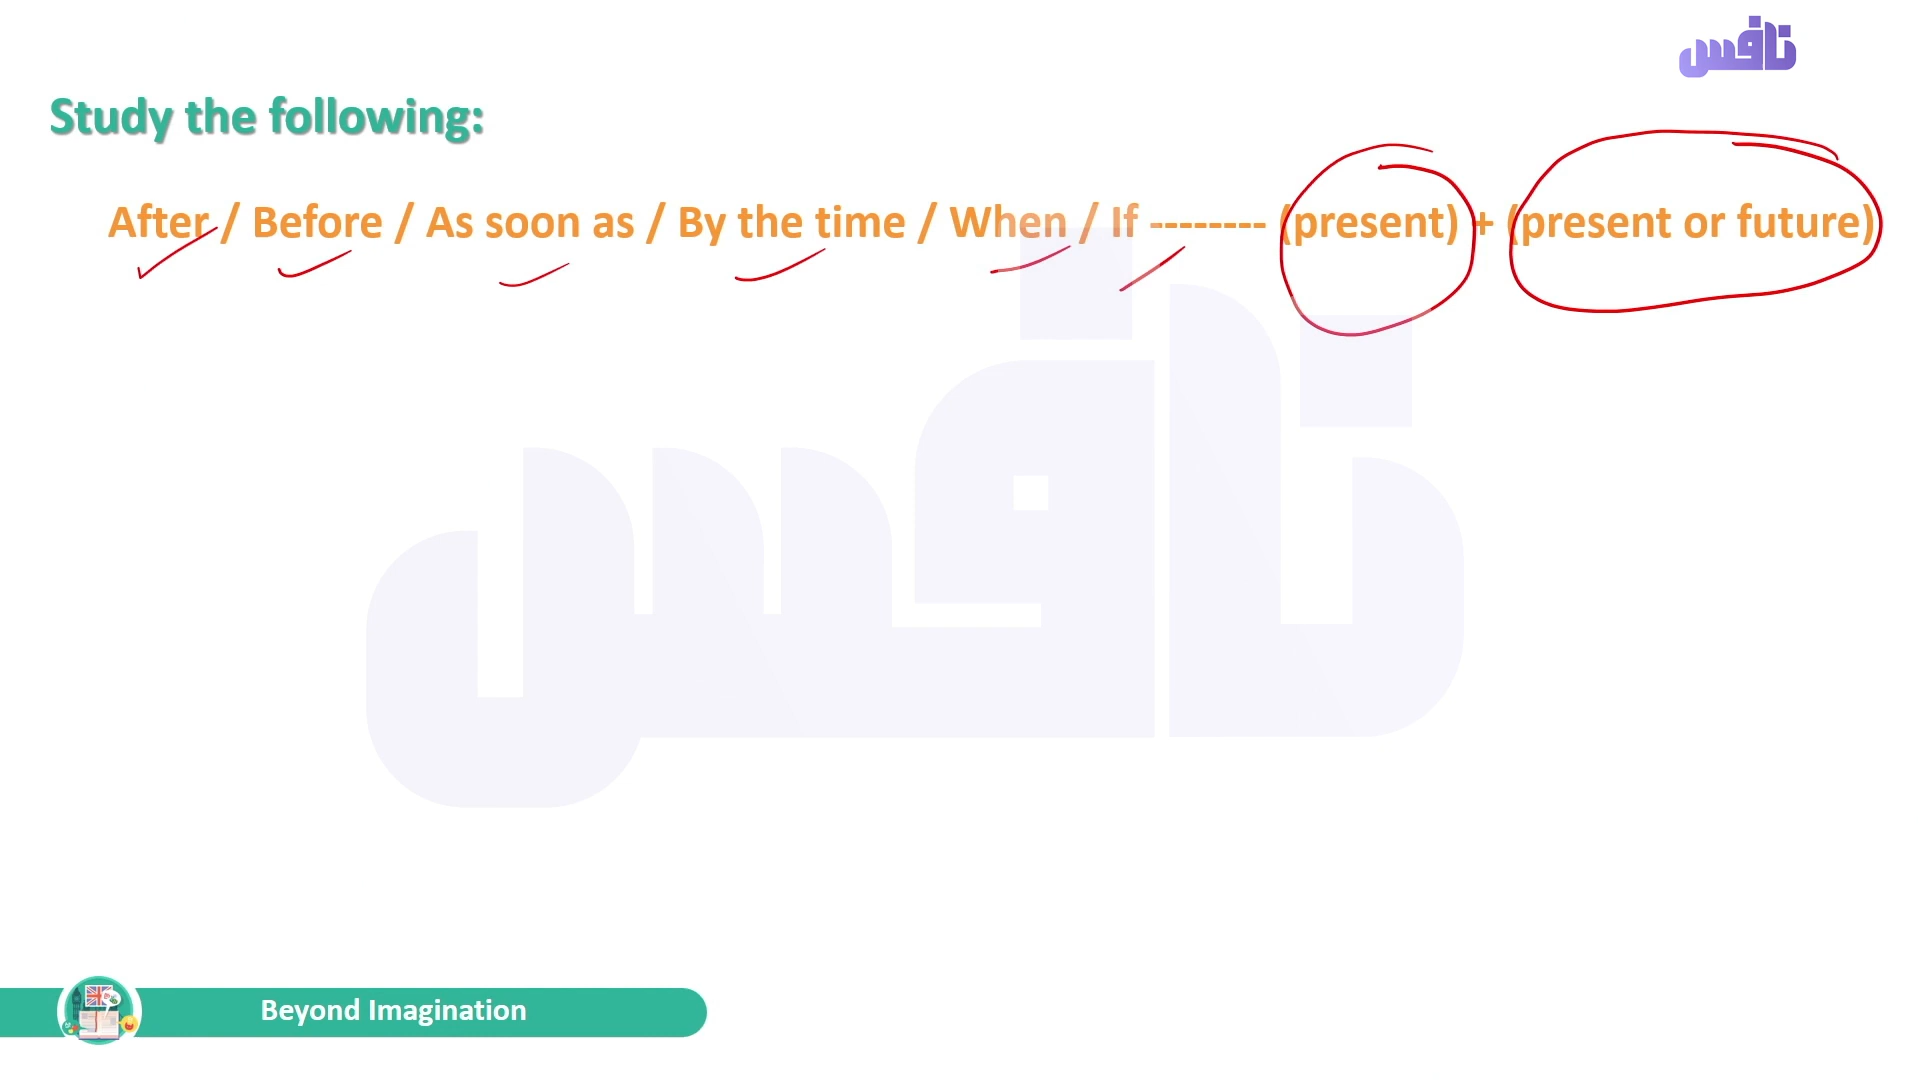 نافس
Study the following:
After / Before / As soon as / By the time / When / If -------- (present) + (present or future)
نافس
Beyond Imagination